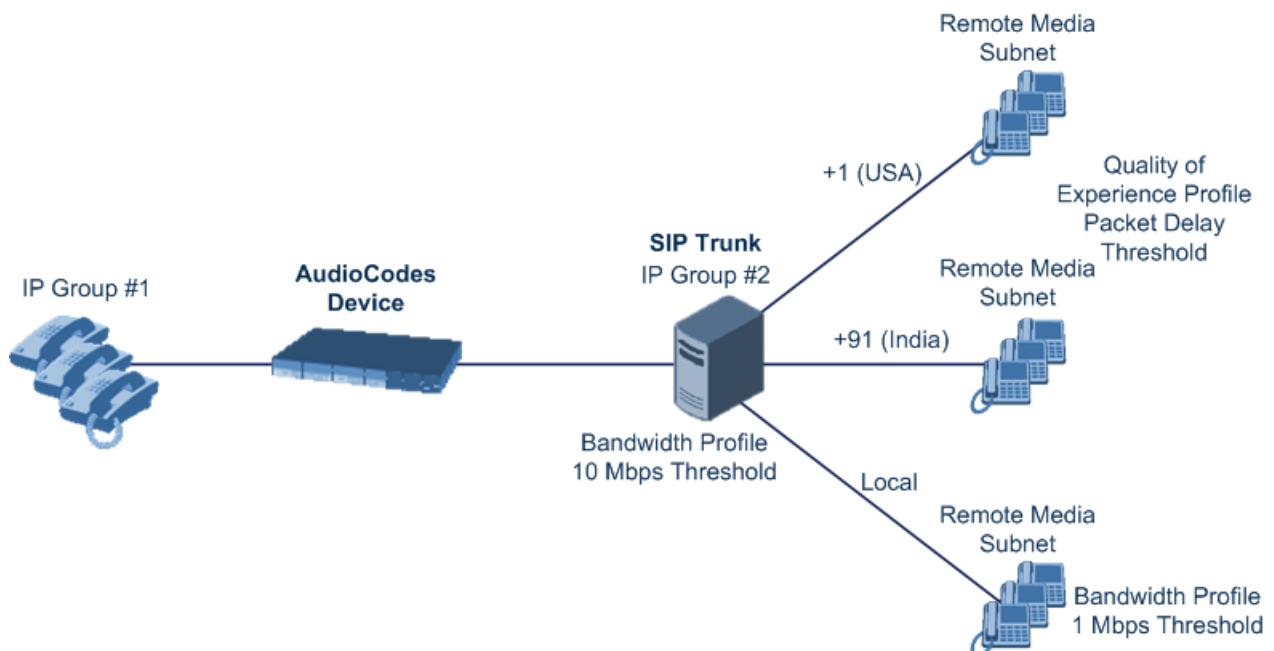 Remote Media
Subnet
+1 (USA)
Quality of
Experience Profile
Packet Delay
Threshold
SIP Trunk
IP Group #2
AudioCodes
Device
IP Group #1
Remote Media
Subnet
+91 (India)
Bandwidth Profile
10 Mbps Threshold
Local
Remote Media
Subnet
Bandwidth Profile
1 Mbps Threshold